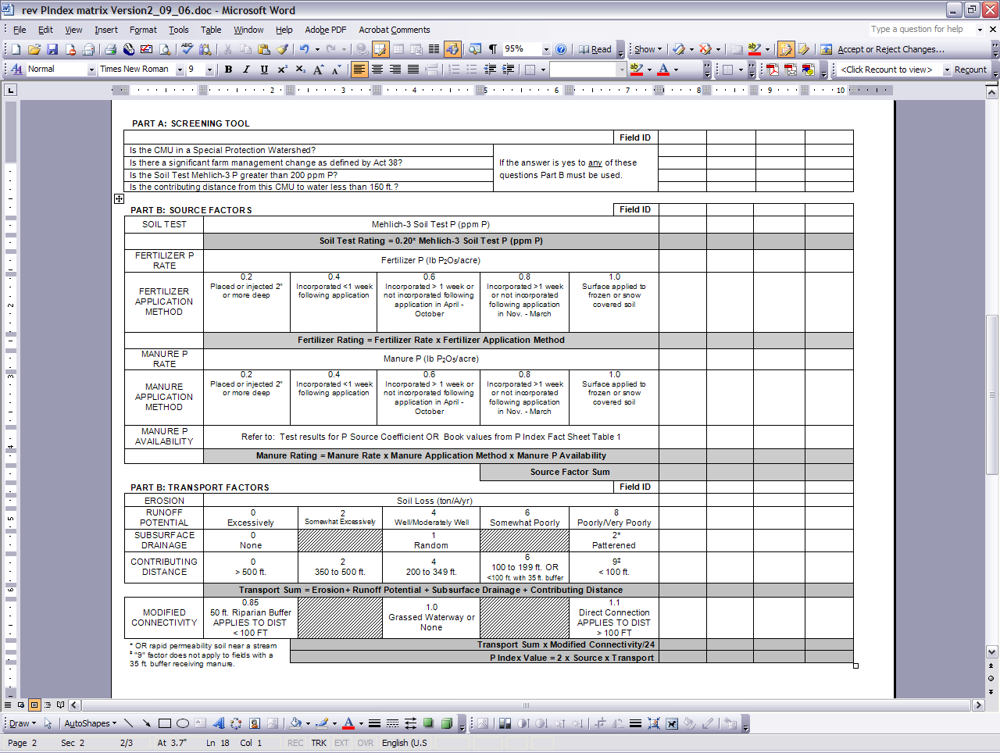 rev PIndex matrix Version2_09_06.doc - Microsoft Word
File Edit View Insert Format Tools Table Window Help Adobe PDF Acrobat Comments Type a question for help
95% Read Show Accept or Reject Changes...
Normal Times New Roman 9 B I U <Click Recount to view> Recount
2 3 4 5 6 7 8 9 10
PART A: SCREENING TOOL
Field ID
Is the CMU in a Special Protection Watershed?
Is there a significant farm management change as defined by Act 38?
Is the Soil Test Mehlich-3 P greater than 200 ppm P?
Is the contributing distance from this CMU to water less than 150 ft.?
If the answer is yes to any of these
questions Part B must be used.
PART B: SOURCE FACTORS Field ID
SOIL TEST Mehlich-3 Soil Test P (ppm P)
Soil Test Rating = 0.20* Mehlich-3 Soil Test P (ppm P)
FERTILIZER P
RATE
Fertilizer P (lb P₂O₅/acre)
FERTILIZER
APPLICATION
METHOD
0.2
Placed or injected 2"
or more deep
0.4
Incorporated <1 week
following application
0.6
Incorporated > 1 week or
not incorporated following
application in April -
October
0.8
Incorporated >1 week
or not incorporated
following application
in Nov. - March
1.0
Surface applied to
frozen or snow
covered soil
Fertilizer Rating = Fertilizer Rate x Fertilizer Application Method
MANURE P
RATE
Manure P (lb P₂O₅/acre)
MANURE
APPLICATION
METHOD
0.2
Placed or injected 2"
or more deep
0.4
Incorporated <1 week
following application
0.6
Incorporated > 1 week or
not incorporated following
application in April -
October
0.8
Incorporated >1 week
or not incorporated
following application
in Nov. - March
1.0
Surface applied to
frozen or snow
covered soil
MANURE P
AVAILABILITY
Refer to: Test results for P Source Coefficient OR Book values from P Index Fact Sheet Table 1
Manure Rating = Manure Rate x Manure Application Method x Manure P Availability
Source Factor Sum
PART B: TRANSPORT FACTORS Field ID
EROSION Soil Loss (ton/A/yr)
RUNOFF
POTENTIAL
0
Excessively
2
Somewhat Excessively
4
Well/Moderately Well
6
Somewhat Poorly
8
Poorly/Very Poorly
SUBSURFACE
DRAINAGE
0
None
1
Random
2*
Patterened
CONTRIBUTING
DISTANCE
0
> 500 ft.
2
350 to 500 ft.
4
200 to 349 ft.
6
100 to 199 ft. OR
<100 ft. with 35 ft. buffer
9‡
< 100 ft.
Transport Sum = Erosion+ Runoff Potential + Subsurface Drainage + Contributing Distance
MODIFIED
CONNECTIVITY
0.85
50 ft. Riparian Buffer
APPLIES TO DIST
< 100 FT
1.0
Grassed Waterway or
None
1.1
Direct Connection
APPLIES TO DIST
> 100 FT
* OR rapid permeability soil near a stream
‡ "9" factor does not apply to fields with a
35 ft. buffer receiving manure.
Transport Sum x Modified Connectivity/24
P Index Value = 2 x Source x Transport
Draw AutoShapes
Page 2 Sec 2 2/3 At 3.7" Ln 18 Col 1 REC TRK EXT OVR English (U.S